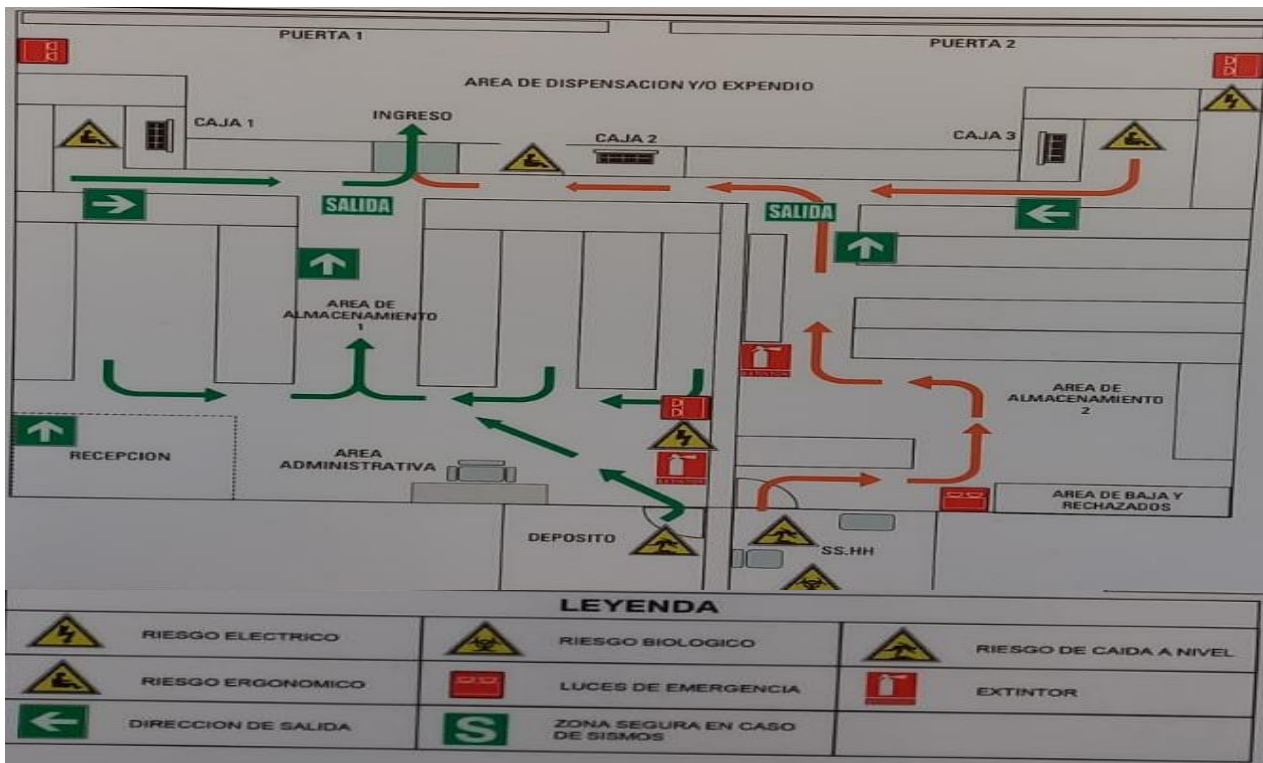 PUERTA 1
PUERTA 2
AREA DE DISPENSACION Y/O EXPENDIO
CAJA 1
INGRESO
CAJA 2
CAJA 3
SALIDA
SALIDA
AREA DE
ALMACENAMIENTO
1
AREA DE
ALMACENAMIENTO
2
EXTINTOR
RECEPCION
AREA
ADMINISTRATIVA
EXTINTOR
AREA DE BAJA Y
RECHAZADOS
DEPOSITO
SS.HH
LEYENDA
RIESGO ELECTRICO
RIESGO BIOLOGICO
RIESGO DE CAIDA A NIVEL
RIESGO ERGONOMICO
LUCES DE EMERGENCIA
EXTINTOR
DIRECCION DE SALIDA
S
ZONA SEGURA EN CASO
DE SISMOS